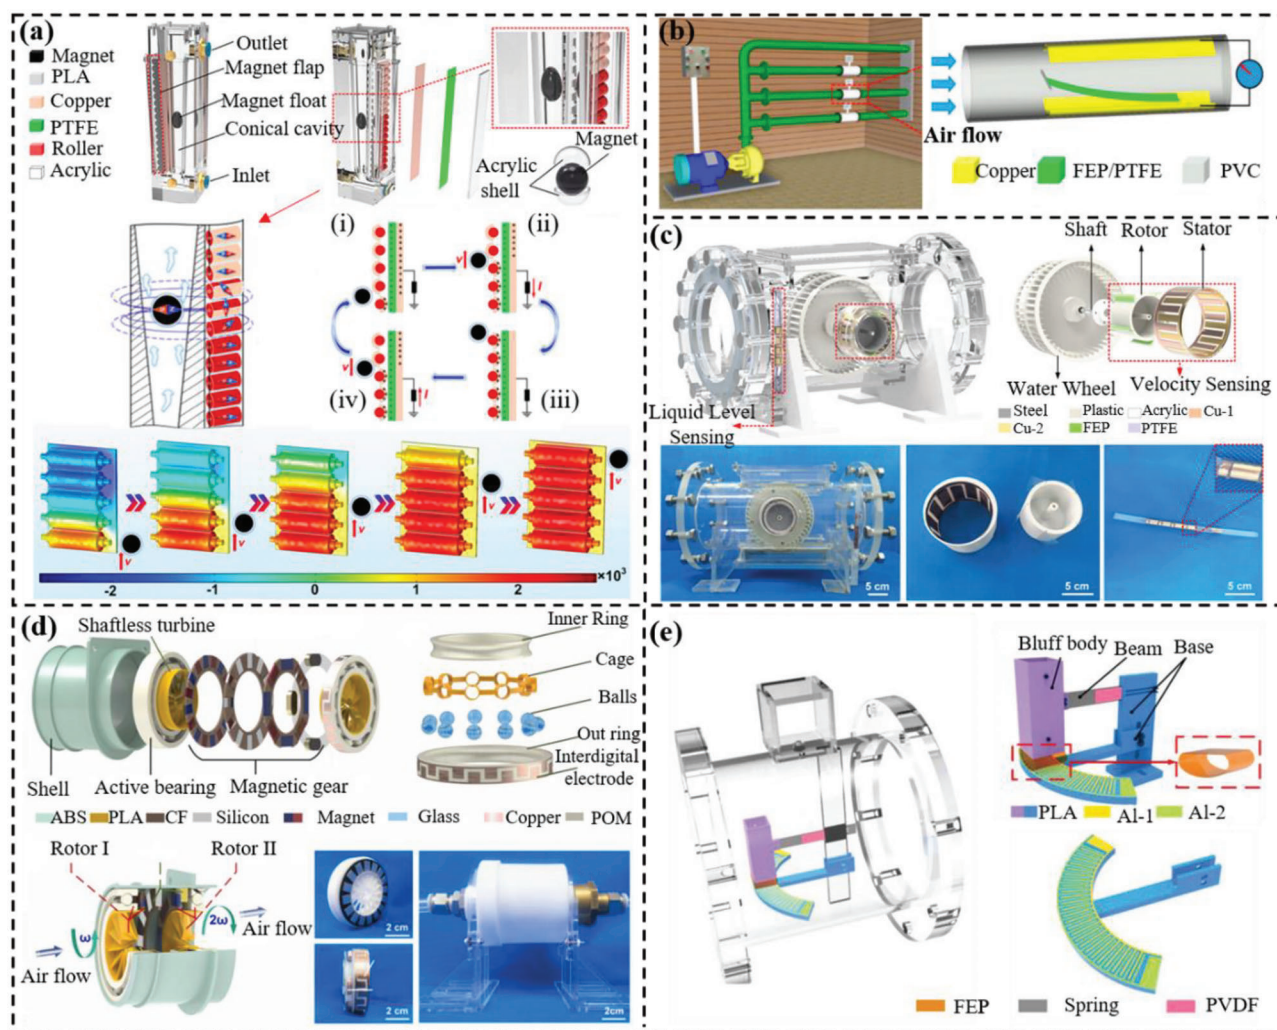 (a)
Magnet
PLA
Copper
PTFE
Roller
Acrylic
Outlet
Magnet flap
Magnet float
Conical cavity
Inlet
Acrylic
shell
Magnet
(i)
(ii)
v
v
I
(iv)
(iii)
v
I
v
v
v
v
v
-2
-1
0
1
2
×10³
(b)
Air flow
Copper
FEP/PTFE
PVC
(c)
Shaft
Rotor
Stator
Water Wheel
Velocity Sensing
Liquid Level
Sensing
Steel
Plastic
Acrylic
Cu-1
Cu-2
FEP
PTFE
5 cm
5 cm
5 cm
(d)
Shaftless turbine
Shell
Active bearing
Magnetic gear
Inner Ring
Cage
Balls
Out ring
Interdigital
electrode
ABS
PLA
CF
Silicon
Magnet
Glass
Copper
POM
Rotor I
Rotor II
ω
2ω
Air flow
Air flow
2 cm
2 cm
2cm
(e)
Bluff body
Beam
Base
PLA
Al-1
Al-2
FEP
Spring
PVDF